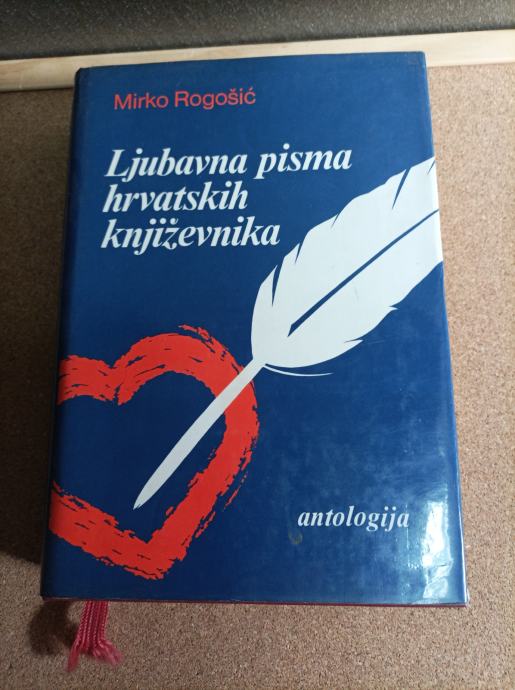 Mirko Rogošić
Ljubavna pisma
hrvatskih
književnika
antologija